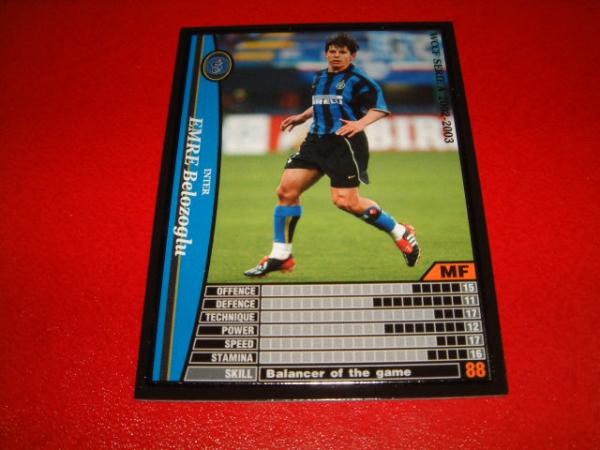 WCCF SERIE A 2002-2003
INTER
EMRE Belozoglu
PIRELLI
MF
OFFENCE 15
DEFENCE 11
TECHNIQUE 17
POWER 12
SPEED 17
STAMINA 16
SKILL Balancer of the game 88